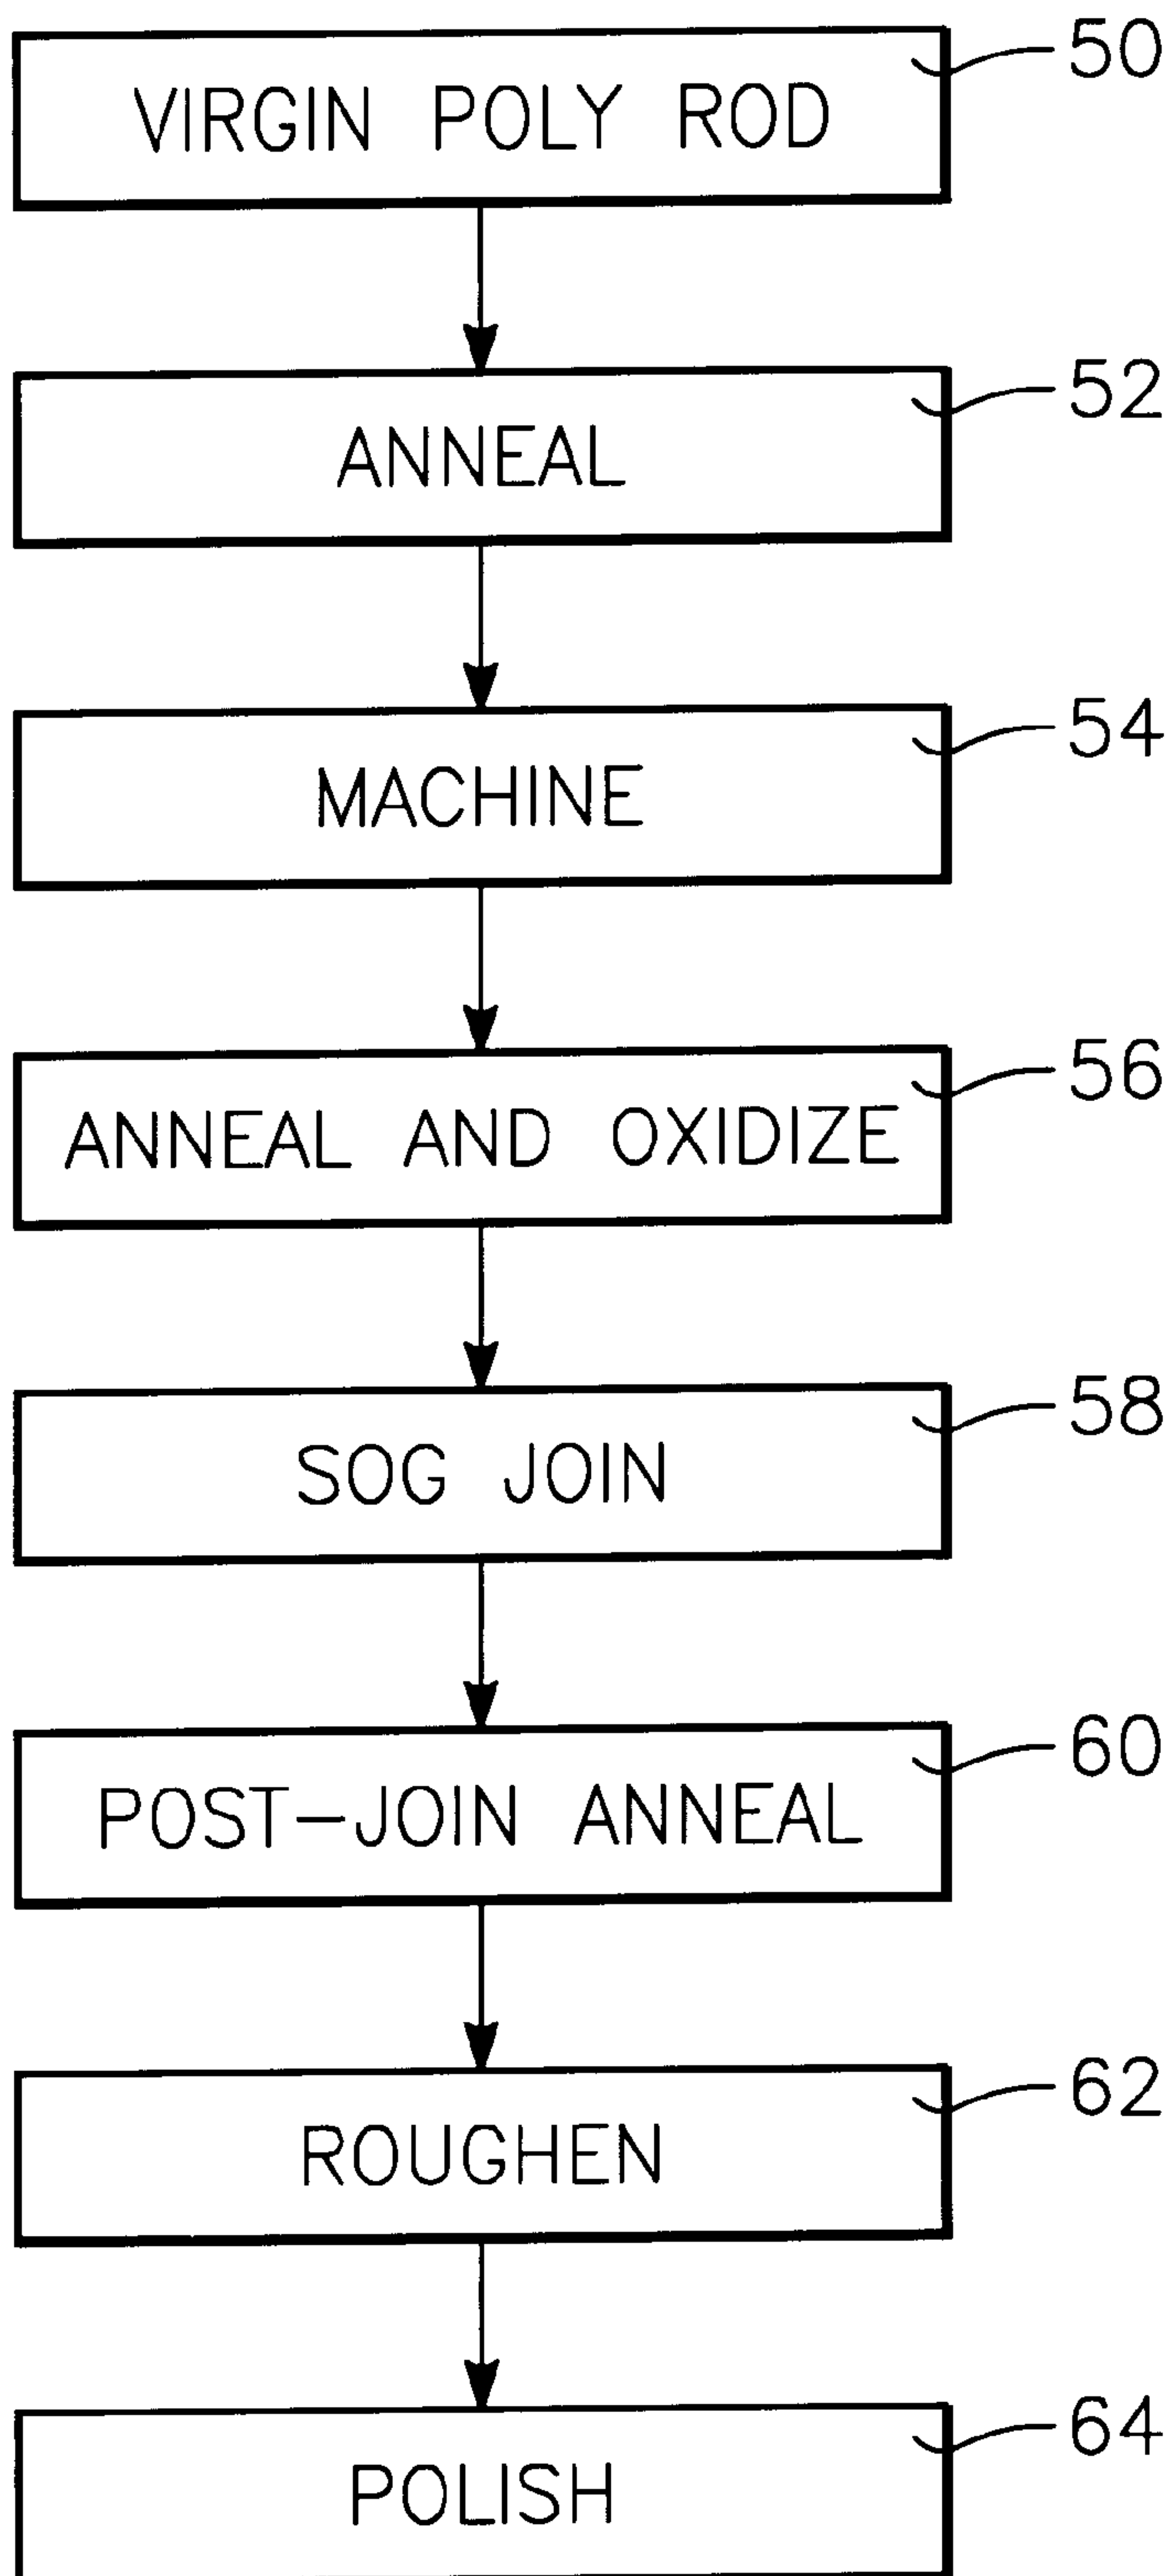 VIRGIN POLY ROD 50
ANNEAL 52
MACHINE 54
ANNEAL AND OXIDIZE 56
SOG JOIN 58
POST-JOIN ANNEAL 60
ROUGHEN 62
POLISH 64